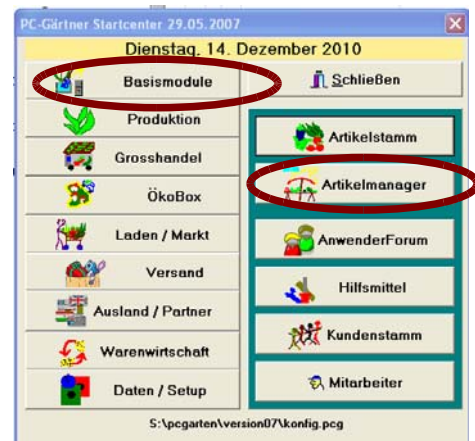 PC-Gärtner Startcenter 29.05.2007
Dienstag, 14. Dezember 2010
Basismodule
Schließen
Produktion
Artikelstamm
Grosshandel
Artikelmanager
ÖkoBox
Laden / Markt
AnwenderForum
Versand
Hilfsmittel
Ausland / Partner
Kundenstamm
Warenwirtschaft
Mitarbeiter
Daten / Setup
S:\pcgarten\version07\konfig.pcg